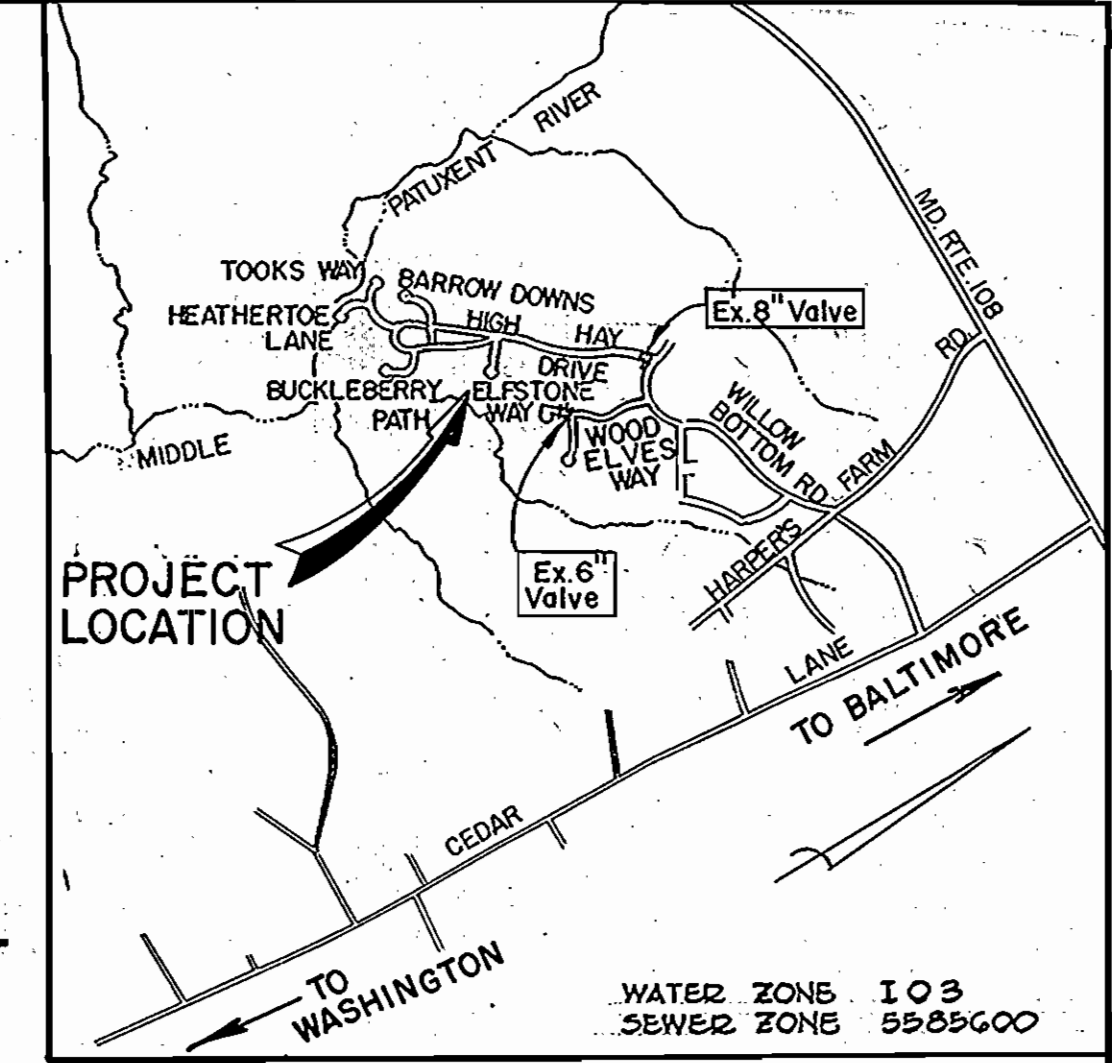 PATUXENT RIVER
MD. RTE. 108
TOOKS WAY
BARROW DOWNS
HEATHERTOE
LANE
HIGH HAY
DRIVE
Ex. 8" Valve
RD.
BUCKLEBERRY
PATH
ELFSTONE
WAY
WILLOW
BOTTOM RD.
WOOD
ELVES
WAY
MIDDLE
HARPER'S FARM
PROJECT
LOCATION
Ex. 6"
Valve
CEDAR LANE
TO BALTIMORE
TO
WASHINGTON
WATER ZONE I03
SEWER ZONE 5585600